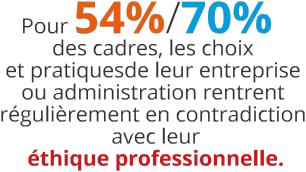 Pour 54%/70%
des cadres, les choix
et pratiquesde leur entreprise
ou administration rentrent
régulièrement en contradiction
avec leur
éthique professionnelle.